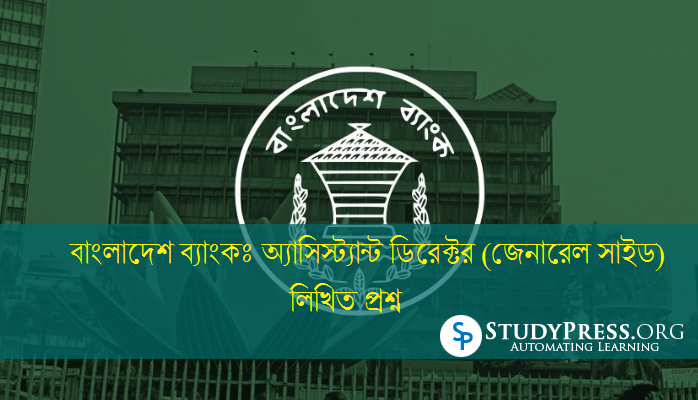 বাংলাদেশ ব্যাংক
বাংলাদেশ ব্যাংকঃ অ্যাসিস্ট্যান্ট ডিরেক্টর (জেনারেল সাইড)
লিখিত প্রশ্ন
SP
STUDYPRESS.ORG
AUTOMATING LEARNING